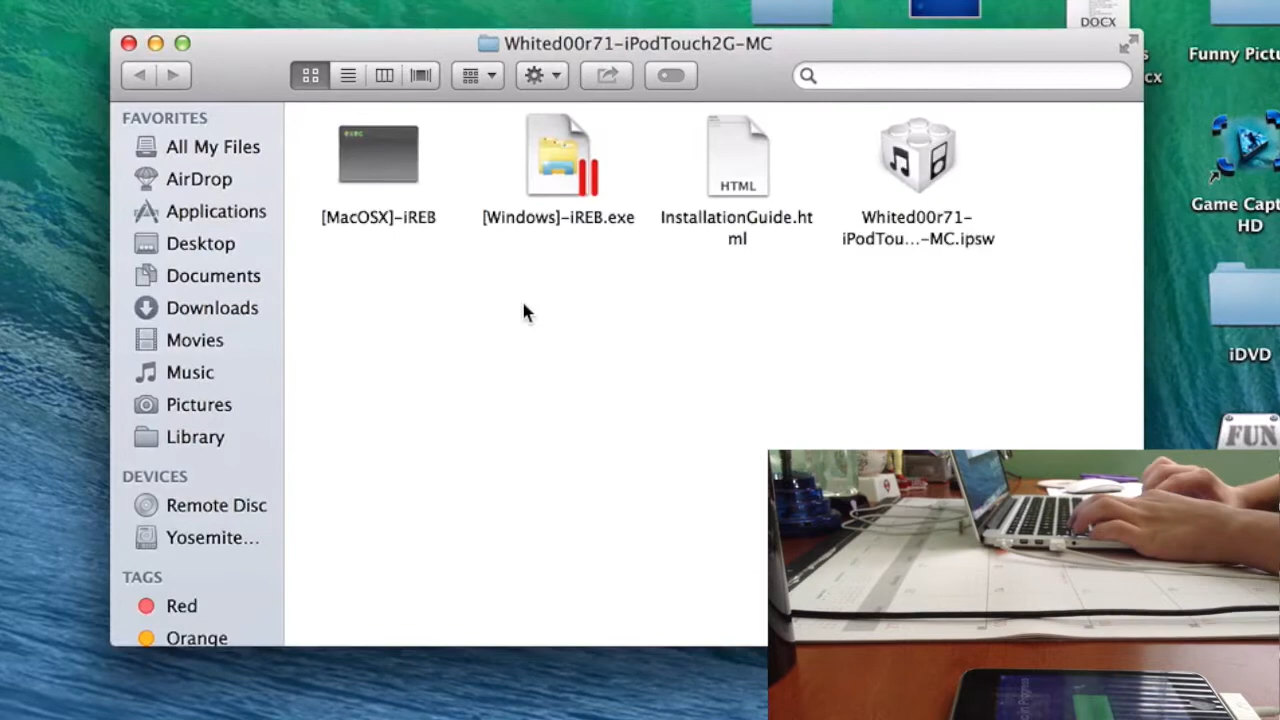 DOCX
Whited00r71-iPodTouch2G-MC
Funny Pictu
cx
FAVORITES
All My Files
AirDrop
Applications
Desktop
Documents
Downloads
Movies
Music
Pictures
Library
DEVICES
Remote Disc
Yosemite...
TAGS
Red
Orange
exec
[MacOSX]-iREB
[Windows]-iREB.exe
HTML
InstallationGuide.ht
ml
Whited00r71-
iPodTou...-MC.ipsw
Game Capt
HD
iDVD
FUN